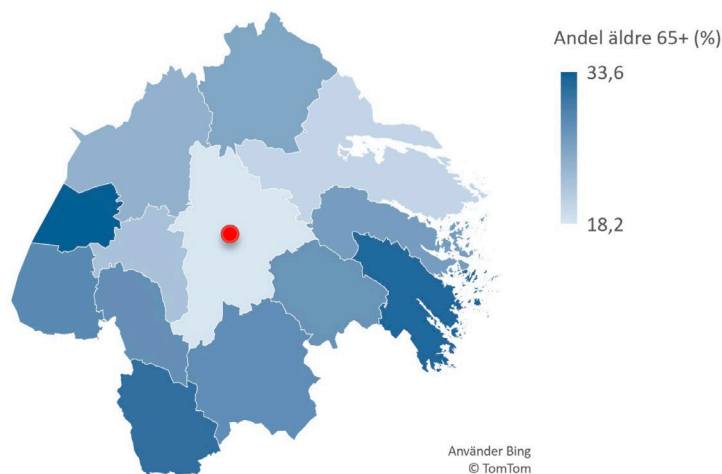 Andel äldre 65+ (%)
33,6
18,2
Använder Bing
© TomTom